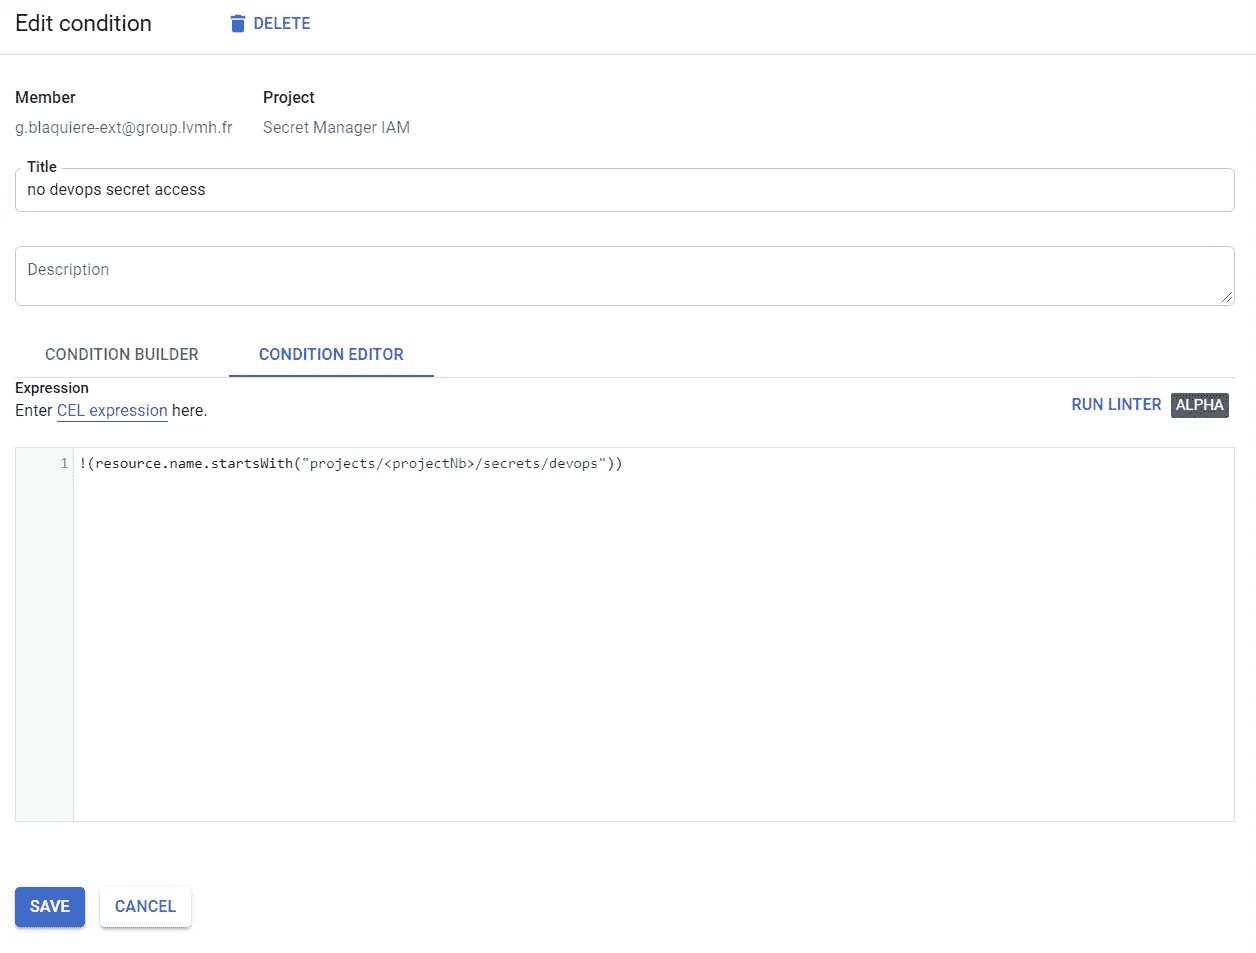 Edit condition DELETE
Member Project
g.blaquiere-ext@group.lvmh.fr Secret Manager IAM
Title
no devops secret access
Description
CONDITION BUILDER CONDITION EDITOR
Expression
Enter CEL expression here.
RUN LINTER ALPHA
1 !(resource.name.startsWith("projects/<projectNb>/secrets/devops"))
SAVE CANCEL